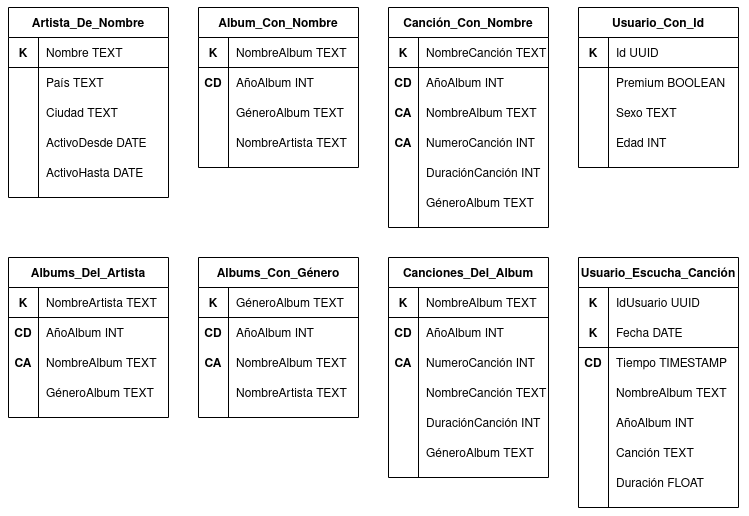 Artista_De_Nombre
K Nombre TEXT
País TEXT
Ciudad TEXT
ActivoDesde DATE
ActivoHasta DATE
Album_Con_Nombre
K NombreAlbum TEXT
CD AñoAlbum INT
GéneroAlbum TEXT
NombreArtista TEXT
Canción_Con_Nombre
K NombreCanción TEXT
CD AñoAlbum INT
CA NombreAlbum TEXT
CA NumeroCanción INT
DuraciónCanción INT
GéneroAlbum TEXT
Usuario_Con_Id
K Id UUID
Premium BOOLEAN
Sexo TEXT
Edad INT
Albums_Del_Artista
K NombreArtista TEXT
CD AñoAlbum INT
CA NombreAlbum TEXT
GéneroAlbum TEXT
Albums_Con_Género
K GéneroAlbum TEXT
CD AñoAlbum INT
CA NombreAlbum TEXT
NombreArtista TEXT
Canciones_Del_Album
K NombreAlbum TEXT
CD AñoAlbum INT
CA NumeroCanción INT
NombreCanción TEXT
DuraciónCanción INT
GéneroAlbum TEXT
Usuario_Escucha_Canción
K IdUsuario UUID
K Fecha DATE
CD Tiempo TIMESTAMP
NombreAlbum TEXT
AñoAlbum INT
Canción TEXT
Duración FLOAT